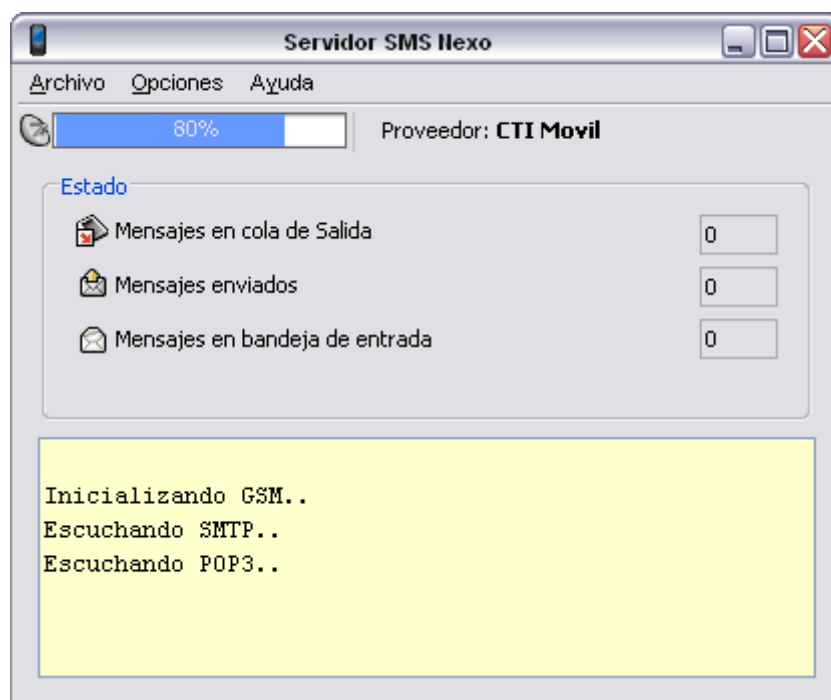 Servidor SMS Nexo
Archivo Opciones Ayuda
80% Proveedor: CTI Movil
Estado
Mensajes en cola de Salida 0
Mensajes enviados 0
Mensajes en bandeja de entrada 0
Inicializando GSM..
Escuchando SMTP..
Escuchando POP3..